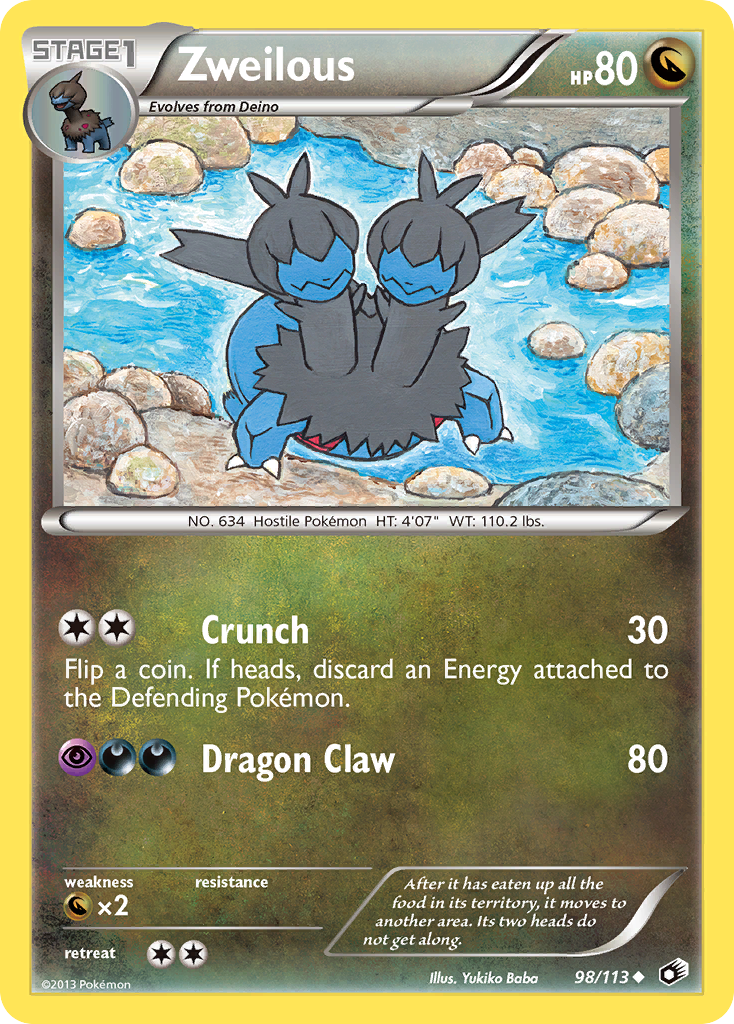 STAGE1
Zweilous
HP80
Evolves from Deino
NO. 634 Hostile Pokémon HT: 4'07" WT: 110.2 lbs.
Crunch 30
Flip a coin. If heads, discard an Energy attached to
the Defending Pokémon.
Dragon Claw 80
weakness resistance
×2
retreat
After it has eaten up all the
food in its territory, it moves to
another area. Its two heads do
not get along.
©2013 Pokémon
Illus. Yukiko Baba 98/113